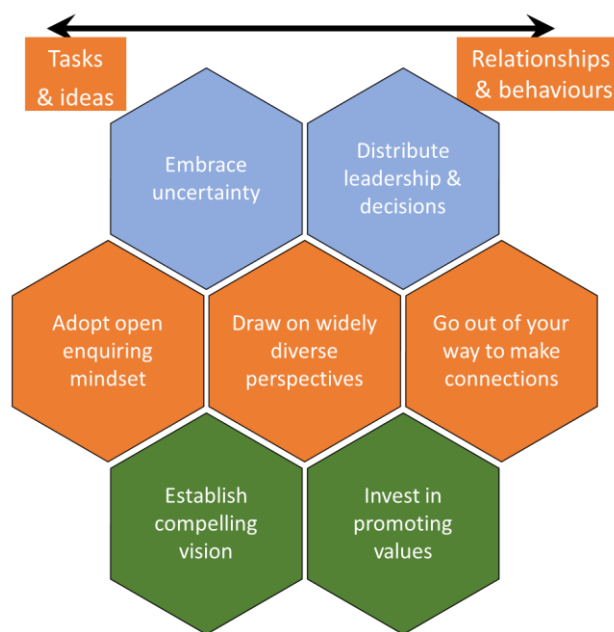 Tasks
& ideas
Relationships
& behaviours
Embrace
uncertainty
Distribute
leadership &
decisions
Adopt open
enquiring
mindset
Draw on widely
diverse
perspectives
Go out of your
way to make
connections
Establish
compelling
vision
Invest in
promoting
values